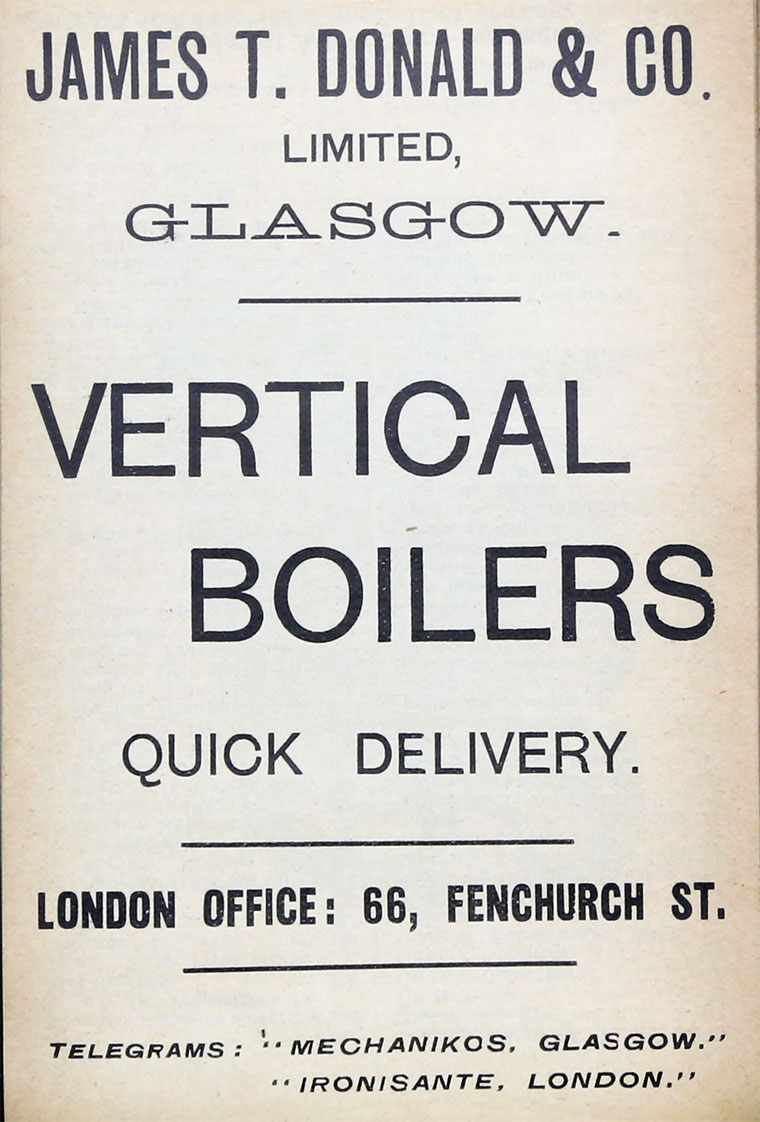 JAMES T. DONALD & CO.
LIMITED,
GLASGOW.
VERTICAL
BOILERS
QUICK DELIVERY.
LONDON OFFICE: 66, FENCHURCH ST.
TELEGRAMS: "MECHANIKOS, GLASGOW."
"IRONISANTE, LONDON."